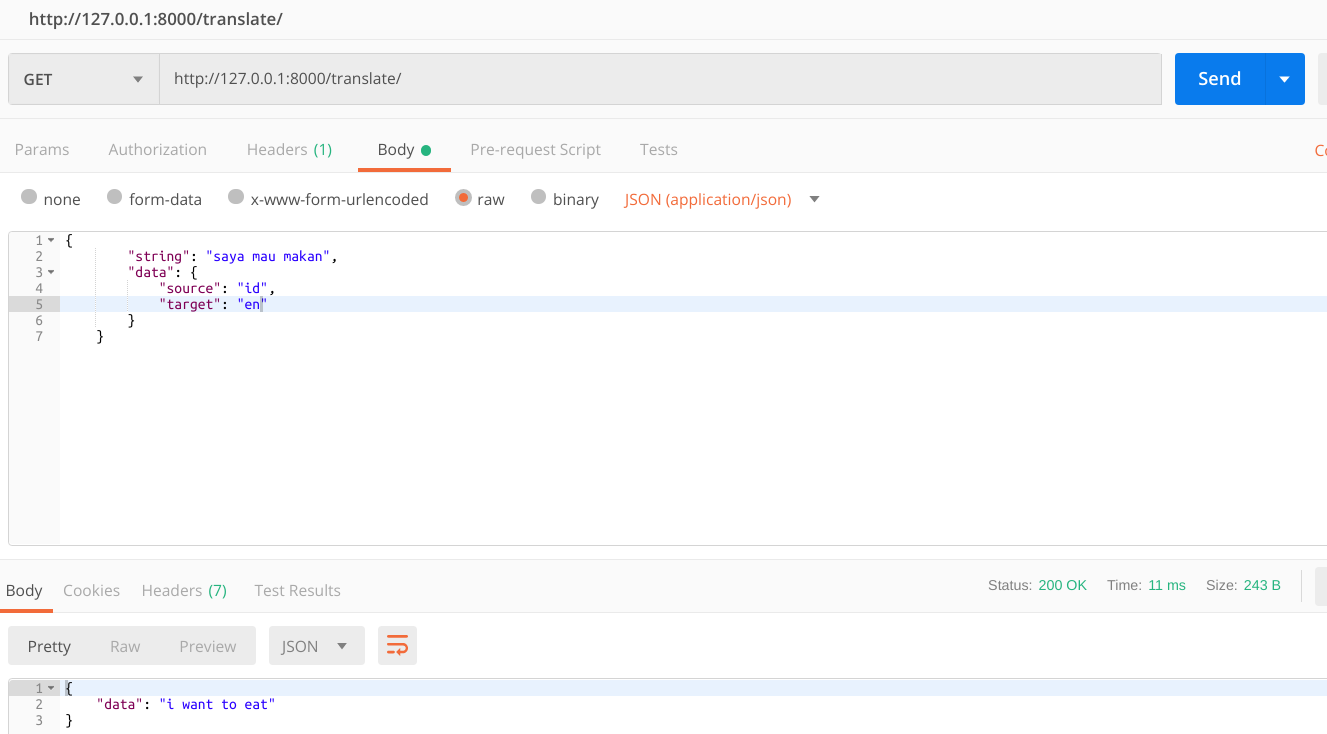 http://127.0.0.1:8000/translate/
GET http://127.0.0.1:8000/translate/ Send
Params Authorization Headers (1) Body Pre-request Script Tests
none form-data x-www-form-urlencoded raw binary JSON (application/json)
1 {
2 "string": "saya mau makan",
3 "data": {
4 "source": "id",
5 "target": "en"
6 }
7 }
Body Cookies Headers (7) Test Results Status: 200 OK Time: 11 ms Size: 243 B
Pretty Raw Preview JSON
1 {
2 "data": "i want to eat"
3 }